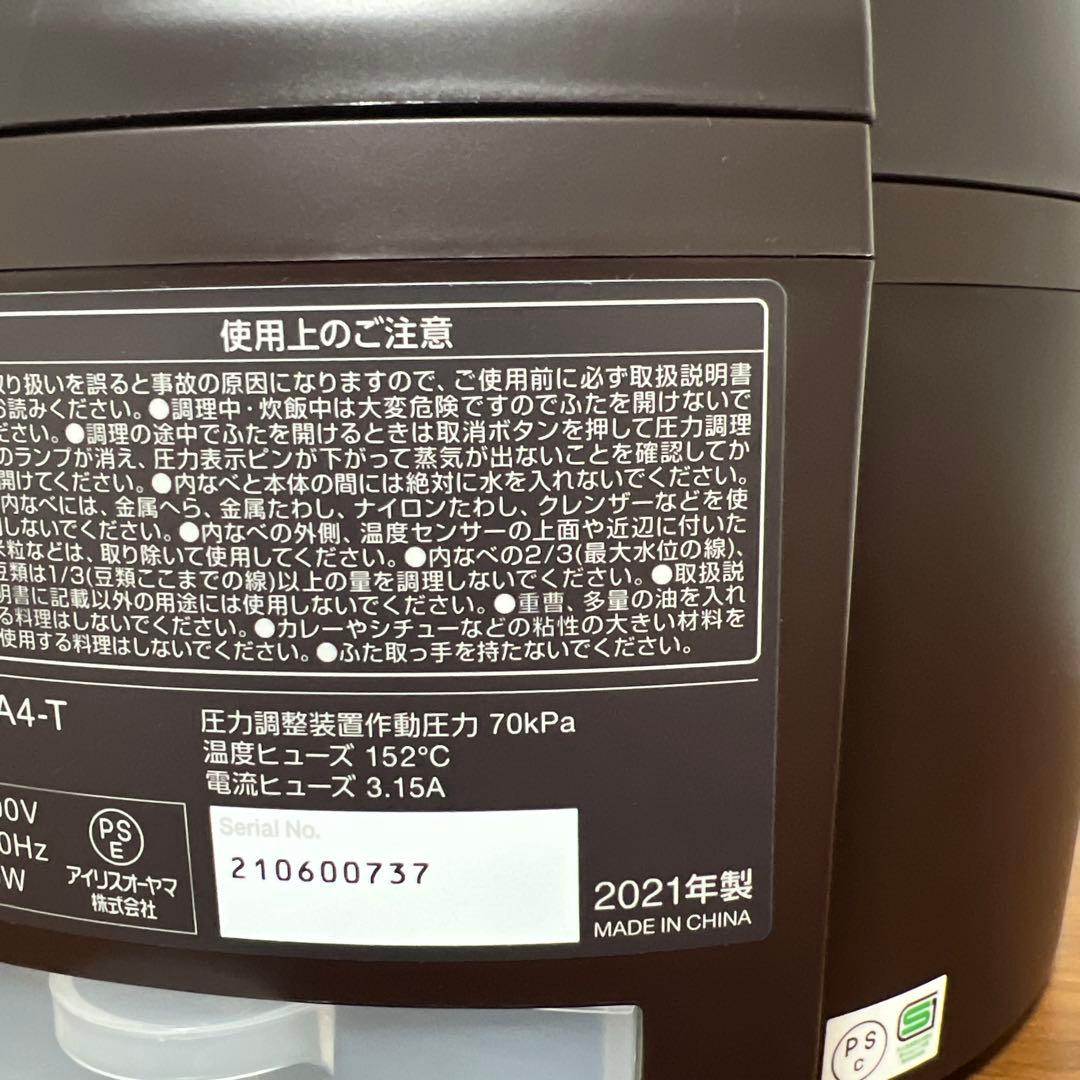 使用上のご注意
取り扱いを誤ると事故の原因になりますので、ご使用前に必ず取扱説明書
お読みください。●調理中・炊飯中は大変危険ですのでふたを開けないで
ださい。●調理の途中でふたを開けるときは取消ボタンを押して圧力調理
のランプが消え、圧力表示ピンが下がって蒸気が出ないことを確認してか
開けてください。●内なべと本体の間には絶対に水を入れないでください。
内なべには、金属へら、金属たわし、ナイロンたわし、クレンザーなどを使
用しないでください。●内なべの外側、温度センサーの上面や近辺に付いた
米粒などは、取り除いて使用してください。●内なべの2/3(最大水位の線)、
豆類は1/3(豆類ここまでの線)以上の量を調理しないでください。●取扱説
明書に記載以外の用途には使用しないでください。●重曹、多量の油を入れ
る料理はしないでください。●カレーやシチューなどの粘性の大きい材料を
使用する料理はしないでください。●ふた取っ手を持たないでください。
A4-T
圧力調整装置作動圧力 70kPa
温度ヒューズ 152℃
電流ヒューズ 3.15A
00V
0Hz
W
PS
E
アイリスオーヤマ
株式会社
Serial No.
210600737
2021年製
MADE IN CHINA
PS
C
S